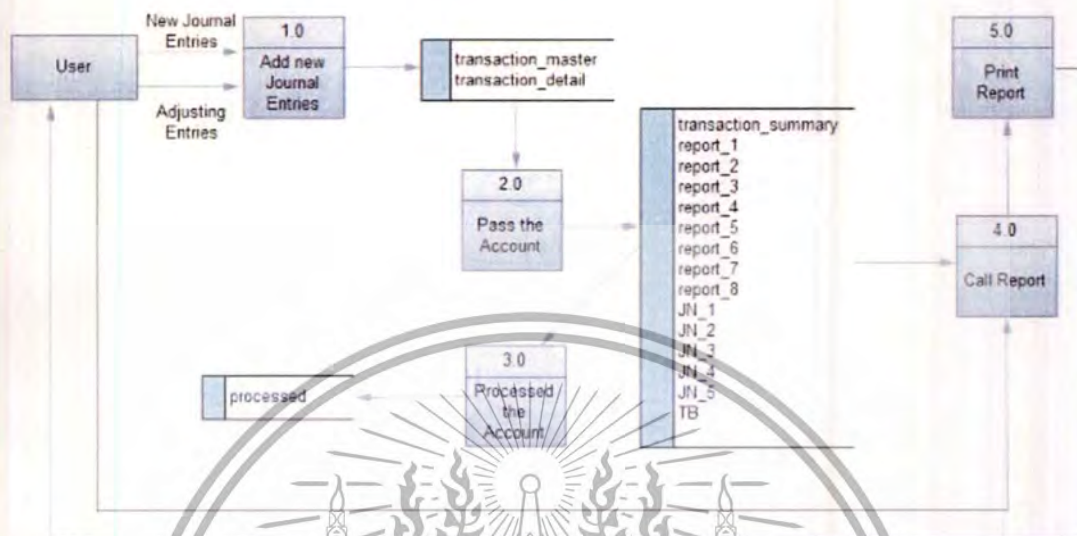 User
New Journal
Entries
Adjusting
Entries
1.0
Add new
Journal
Entries
transaction_master
transaction_detail
2.0
Pass the
Account
transaction_summary
report_1
report_2
report_3
report_4
report_5
report_6
report_7
report_8
JN_1
JN_2
JN_3
JN_4
JN_5
TB
3.0
Processed
the
Account
processed
4.0
Call Report
5.0
Print
Report